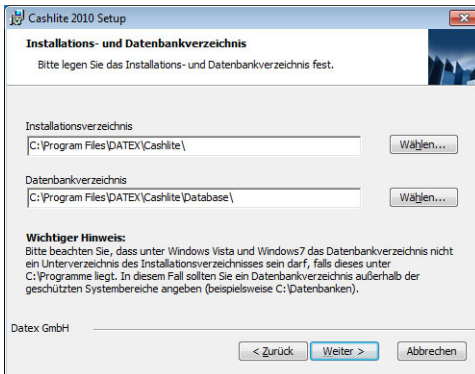 Cashlite 2010 Setup
Installations- und Datenbankverzeichnis
Bitte legen Sie das Installations- und Datenbankverzeichnis fest.
Installationsverzeichnis
C:\Program Files\DATEX\Cashlite\
Wählen...
Datenbankverzeichnis
C:\Program Files\DATEX\Cashlite\Database\
Wählen...
Wichtiger Hinweis:
Bitte beachten Sie, dass unter Windows Vista und Windows7 das Datenbankverzeichnis nicht
ein Unterverzeichnis des Installationsverzeichnisses sein darf, falls dieses unter
C:\Programme liegt. In diesem Fall sollten Sie ein Datenbankverzeichnis außerhalb der
geschützten Systembereiche angeben (beispielsweise C:\Datenbanken).
Datex GmbH
< Zurück Weiter > Abbrechen